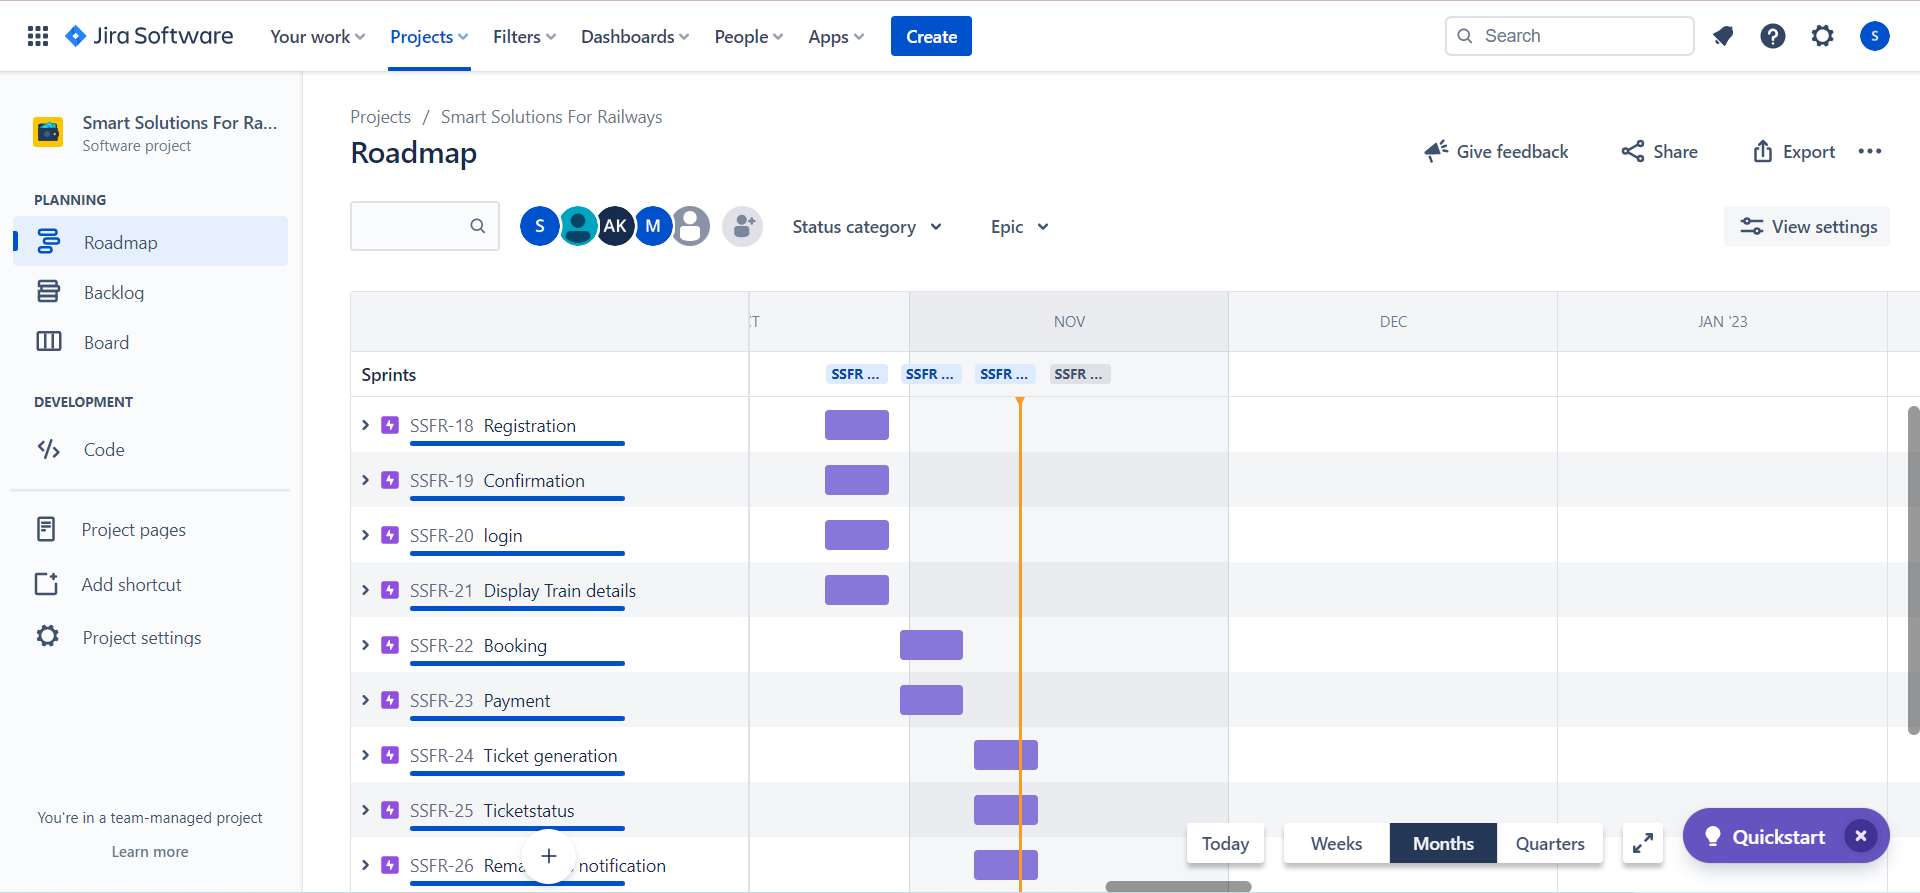 Jira Software Your work Projects Filters Dashboards People Apps Create Search S
Smart Solutions For Ra...
Software project
PLANNING
Roadmap
Backlog
Board
DEVELOPMENT
Code
Project pages
Add shortcut
Project settings
You're in a team-managed project
Learn more
Projects / Smart Solutions For Railways
Roadmap
Give feedback Share Export
S AK M Status category Epic View settings
NOV DEC JAN '23
Sprints SSFR ... SSFR ... SSFR ... SSFR ...
SSFR-18 Registration
SSFR-19 Confirmation
SSFR-20 login
SSFR-21 Display Train details
SSFR-22 Booking
SSFR-23 Payment
SSFR-24 Ticket generation
SSFR-25 Ticketstatus
SSFR-26 notification
Today Weeks Months Quarters Quickstart